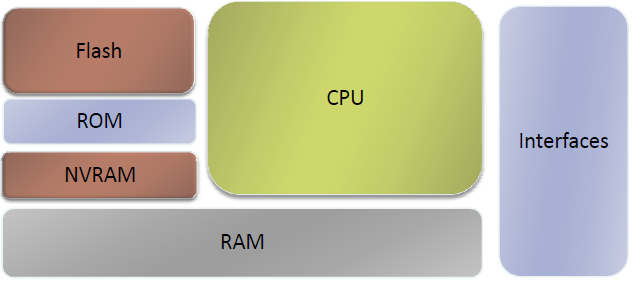 Flash
ROM
NVRAM
CPU
RAM
Interfaces